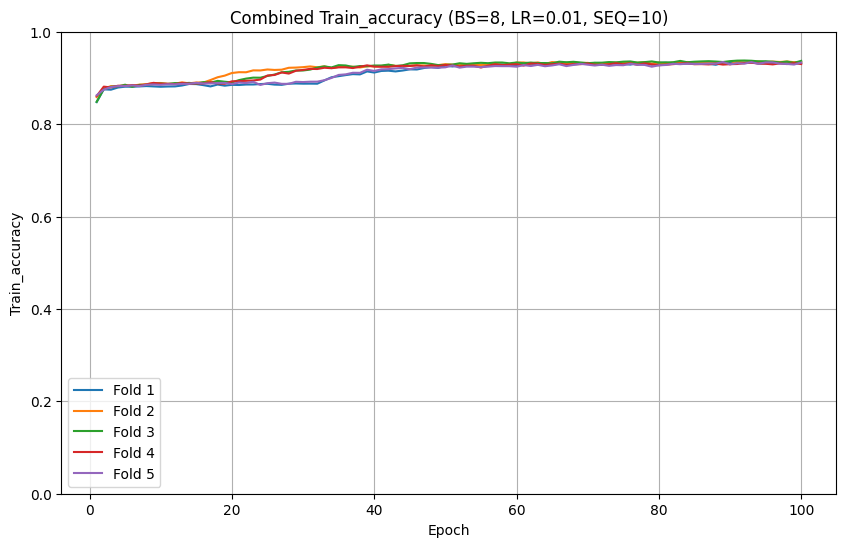 Combined Train_accuracy (BS=8, LR=0.01, SEQ=10)
Train_accuracy
1.0
0.8
0.6
0.4
0.2
0.0
Fold 1
Fold 2
Fold 3
Fold 4
Fold 5
0 20 40 60 80 100
Epoch